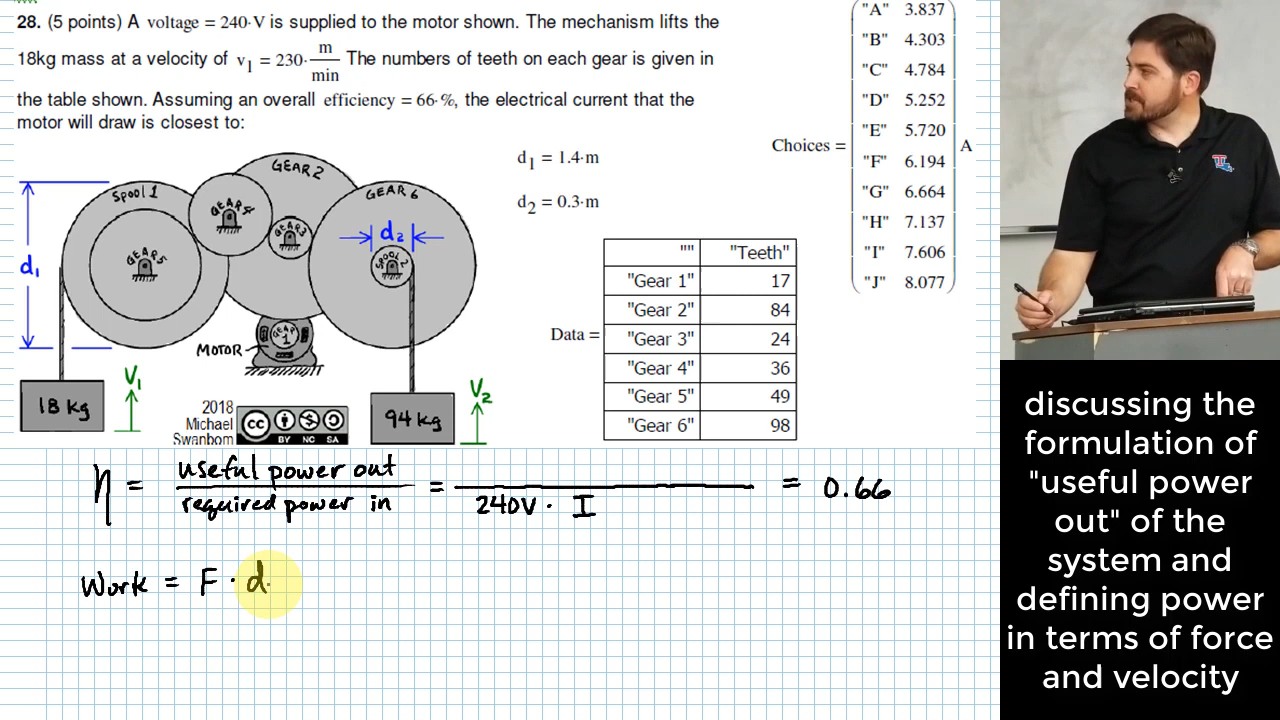 28. (5 points) A voltage = 240·V is supplied to the motor shown. The mechanism lifts the
18kg mass at a velocity of v1 = 230· m/min The numbers of teeth on each gear is given in
the table shown. Assuming an overall efficiency = 66·%, the electrical current that the
motor will draw is closest to:
d1 = 1.4·m
d2 = 0.3·m
Choices =
"A" 3.837
"B" 4.303
"C" 4.784
"D" 5.252
"E" 5.720
"F" 6.194
"G" 6.664
"H" 7.137
"I" 7.606
"J" 8.077
A
SPOOL 1
GEAR 2
GEAR 4
GEAR 3
GEAR 6
GEAR 5
d1
d2
SPOOL 2
GEAR 1
MOTOR
18 kg
V1
94 kg
V2
2018
Michael
Swanbom
cc
BY NC SA
Data =
"" "Teeth"
"Gear 1" 17
"Gear 2" 84
"Gear 3" 24
"Gear 4" 36
"Gear 5" 49
"Gear 6" 98
η = useful power out / required power in = / 240V · I = 0.66
Work = F · d
discussing the
formulation of
"useful power
out" of the
system and
defining power
in terms of force
and velocity